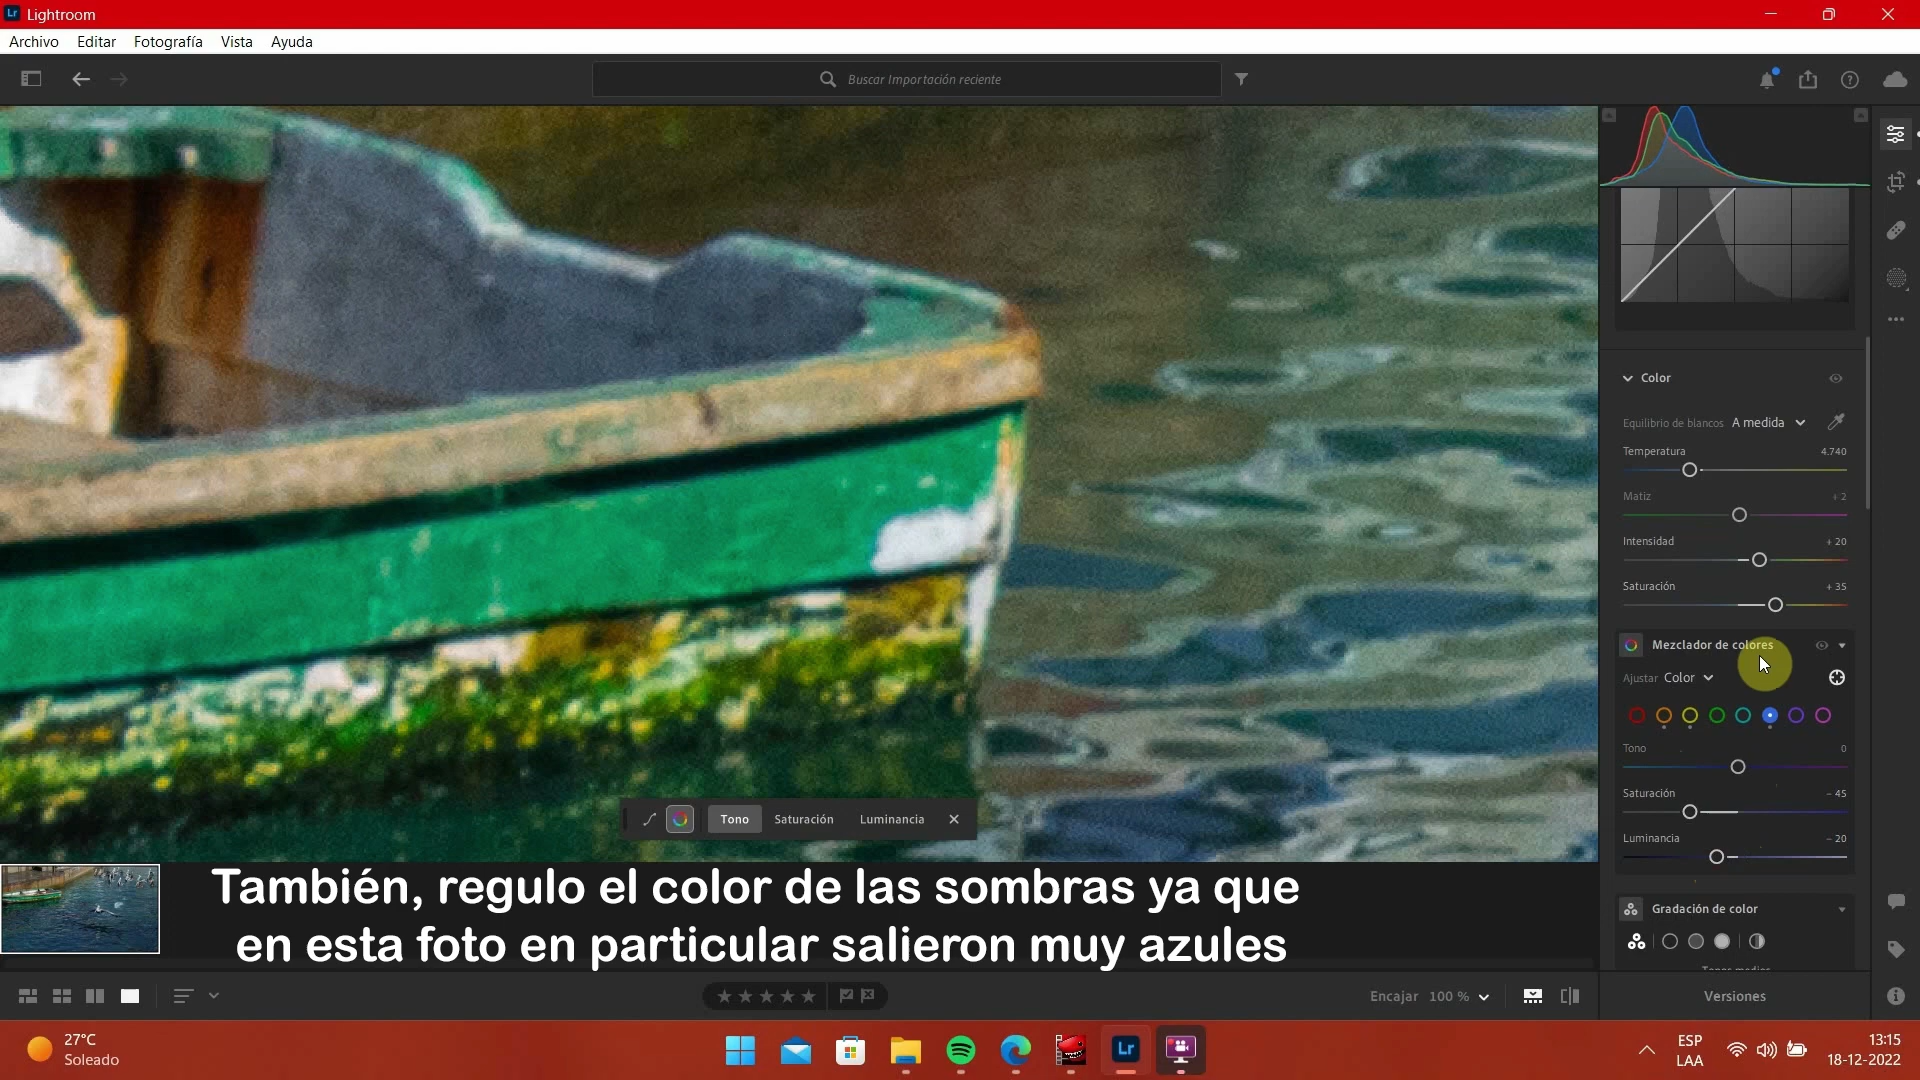 Lr Lightroom
Archivo Editar Fotografía Vista Ayuda
Buscar Importación reciente
Color
Equilibrio de blancos A medida
Temperatura 4.740
Matiz + 2
Intensidad + 20
Saturación + 35
Mezclador de colores
Ajustar Color
Tono 0
Saturación – 45
Luminancia – 20
Gradación de color
Tono Saturación Luminancia
También, regulo el color de las sombras ya que
en esta foto en particular salieron muy azules
Encajar 100 %
Versiones
27°C
Soleado
Lr
ESP
LAA
13:15
18-12-2022